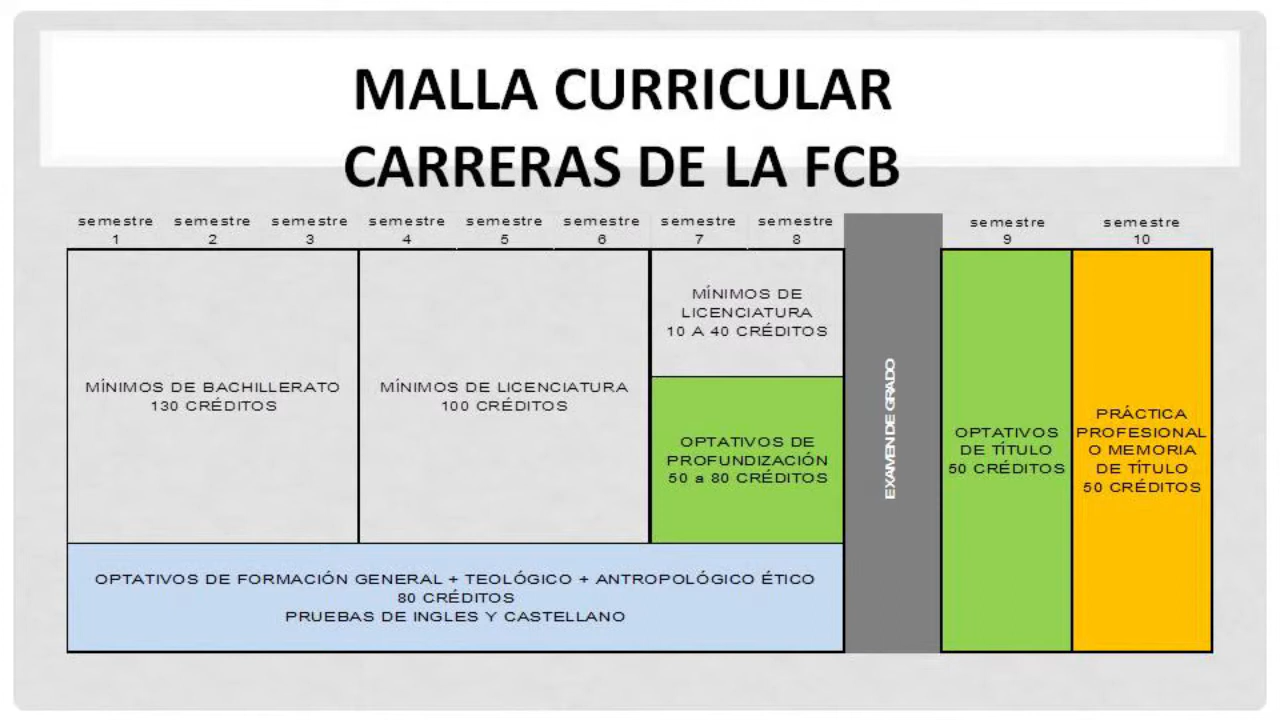 MALLA CURRICULAR
CARRERAS DE LA FCB
semestre semestre semestre semestre semestre semestre semestre semestre semestre semestre
1 2 3 4 5 6 7 8 9 10
MÍNIMOS DE BACHILLERATO
130 CRÉDITOS
MÍNIMOS DE LICENCIATURA
100 CRÉDITOS
MÍNIMOS DE
LICENCIATURA
10 A 40 CRÉDITOS
OPTATIVOS DE
PROFUNDIZACIÓN
50 a 80 CRÉDITOS
OPTATIVOS DE FORMACIÓN GENERAL + TEOLÓGICO + ANTROPOLÓGICO ÉTICO
80 CRÉDITOS
PRUEBAS DE INGLES Y CASTELLANO
EXAMEN DE GRADO
OPTATIVOS
DE TÍTULO
50 CRÉDITOS
PRÁCTICA
PROFESIONAL
O MEMORIA
DE TÍTULO
50 CRÉDITOS